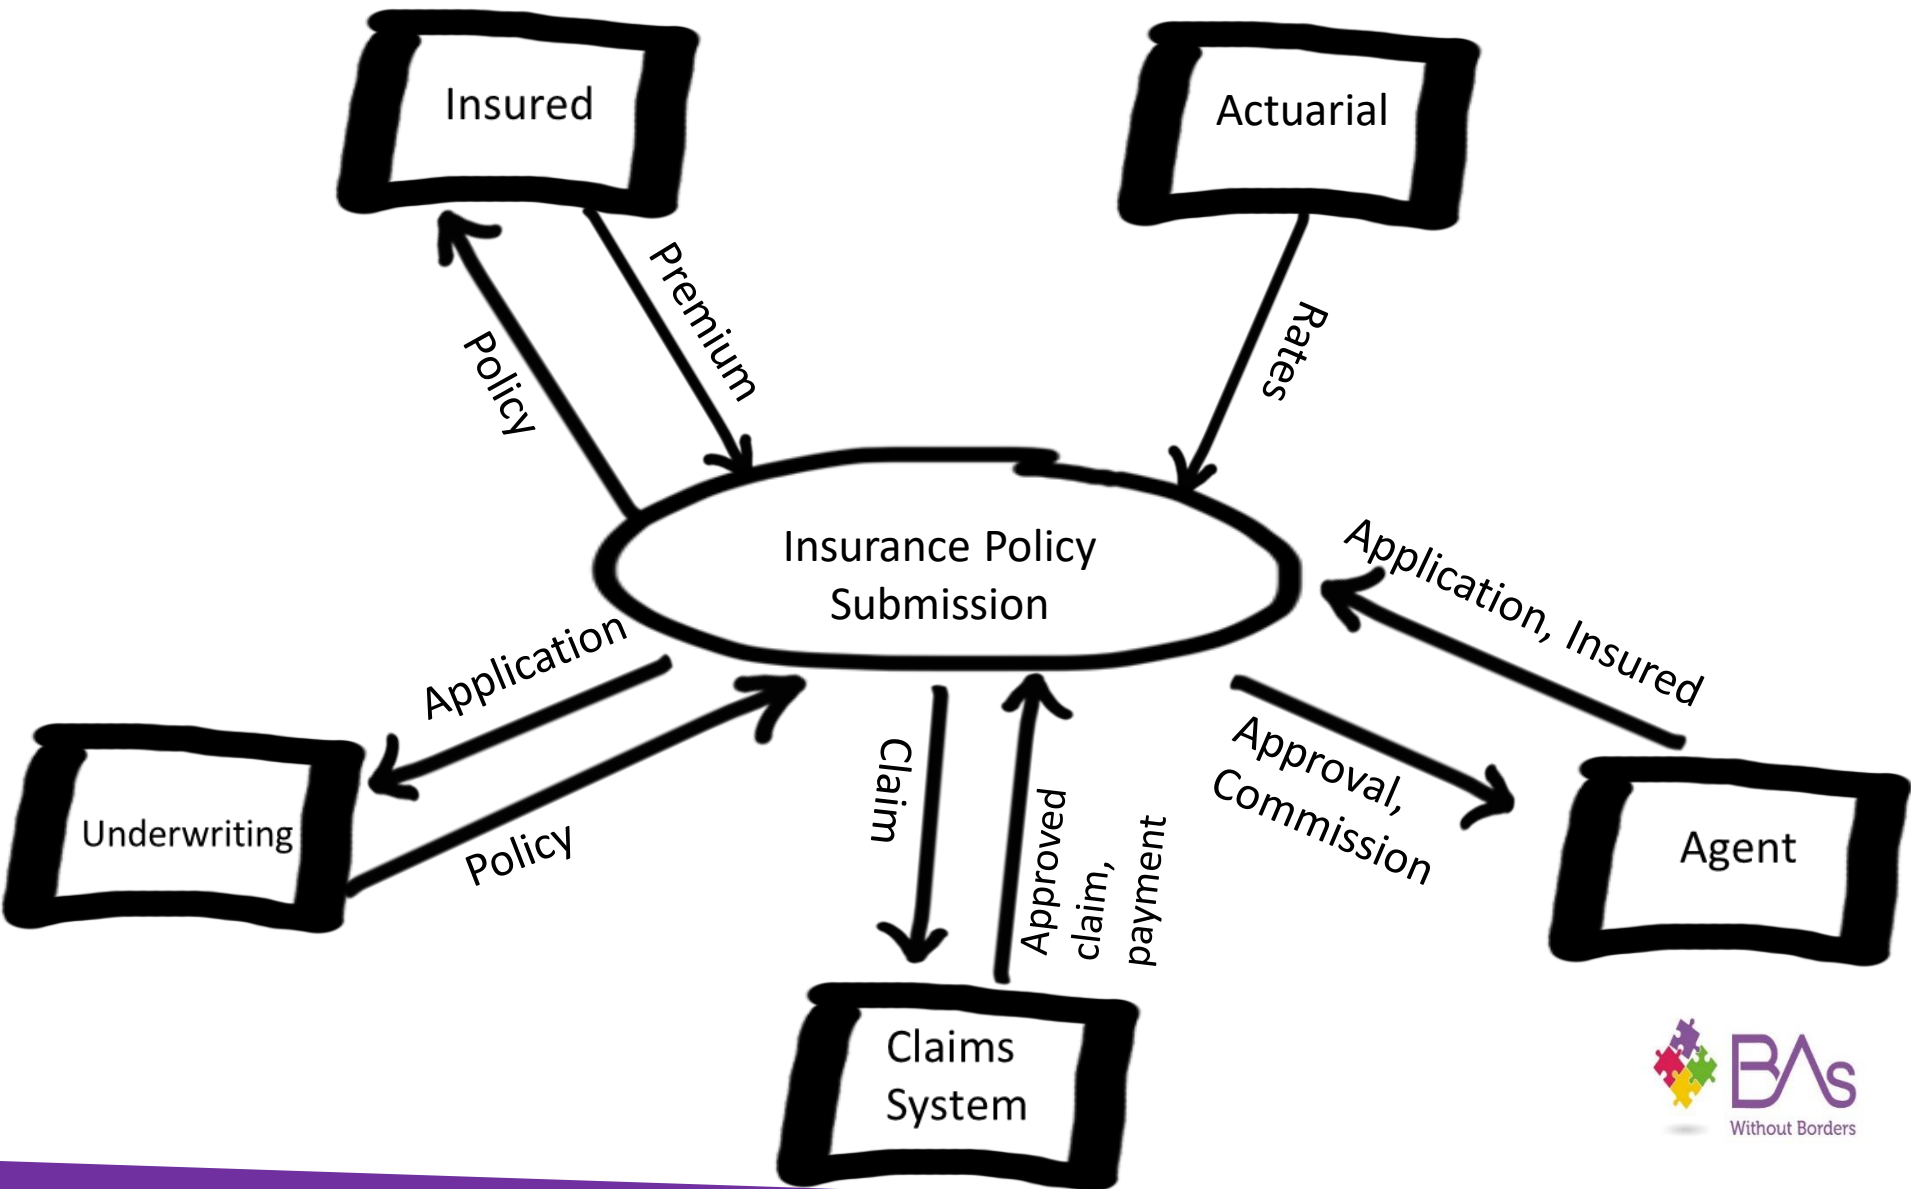 Insured
Actuarial
Premium
Policy
Rates
Insurance Policy
Submission
Application, Insured
Application
Policy
Claim
Approved
claim,
payment
Approval,
Commission
Underwriting
Agent
Claims
System
BAs
Without Borders